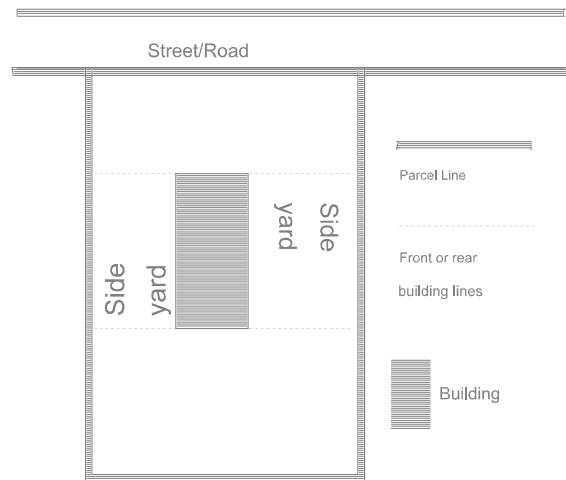 Street/Road
Side
yard
Side
yard
Parcel Line
Front or rear
building lines
Building